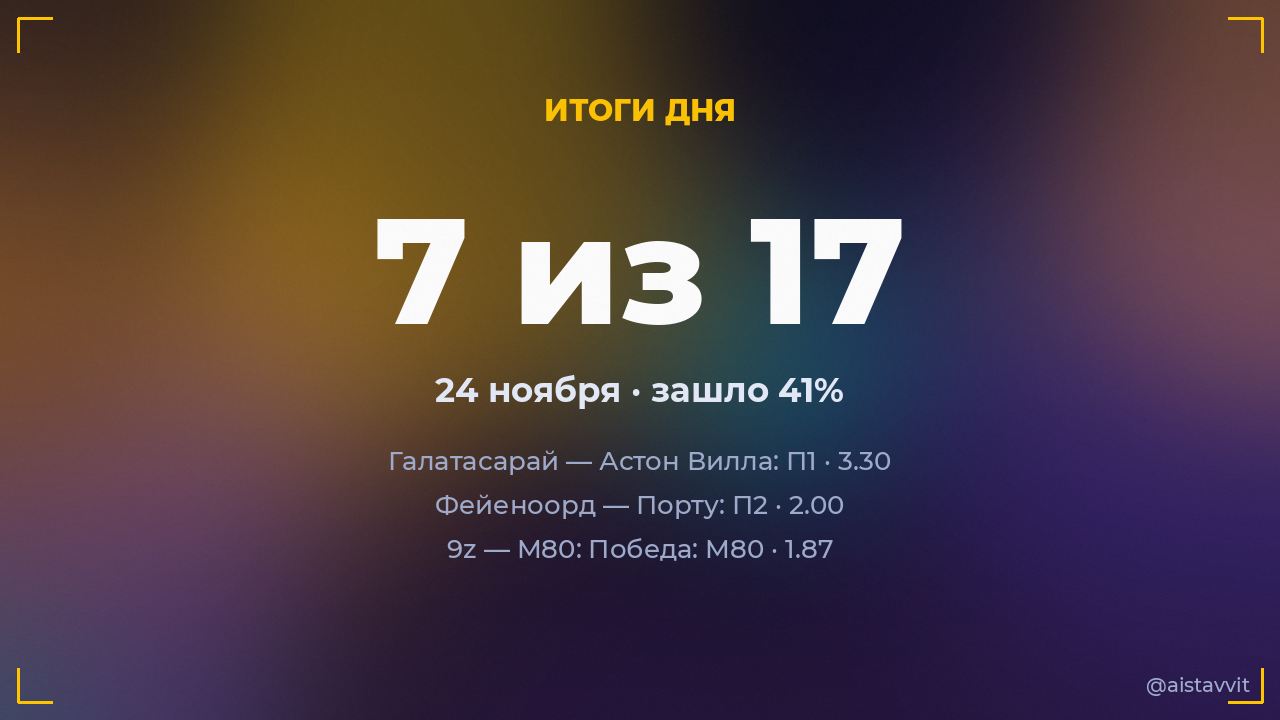 ИТОГИ ДНЯ
7 из 17
24 ноября · зашло 41%
Галатасарай — Астон Вилла: П1 · 3.30
Фейеноорд — Порту: П2 · 2.00
9z — M80: Победа: M80 · 1.87
@aistavvit